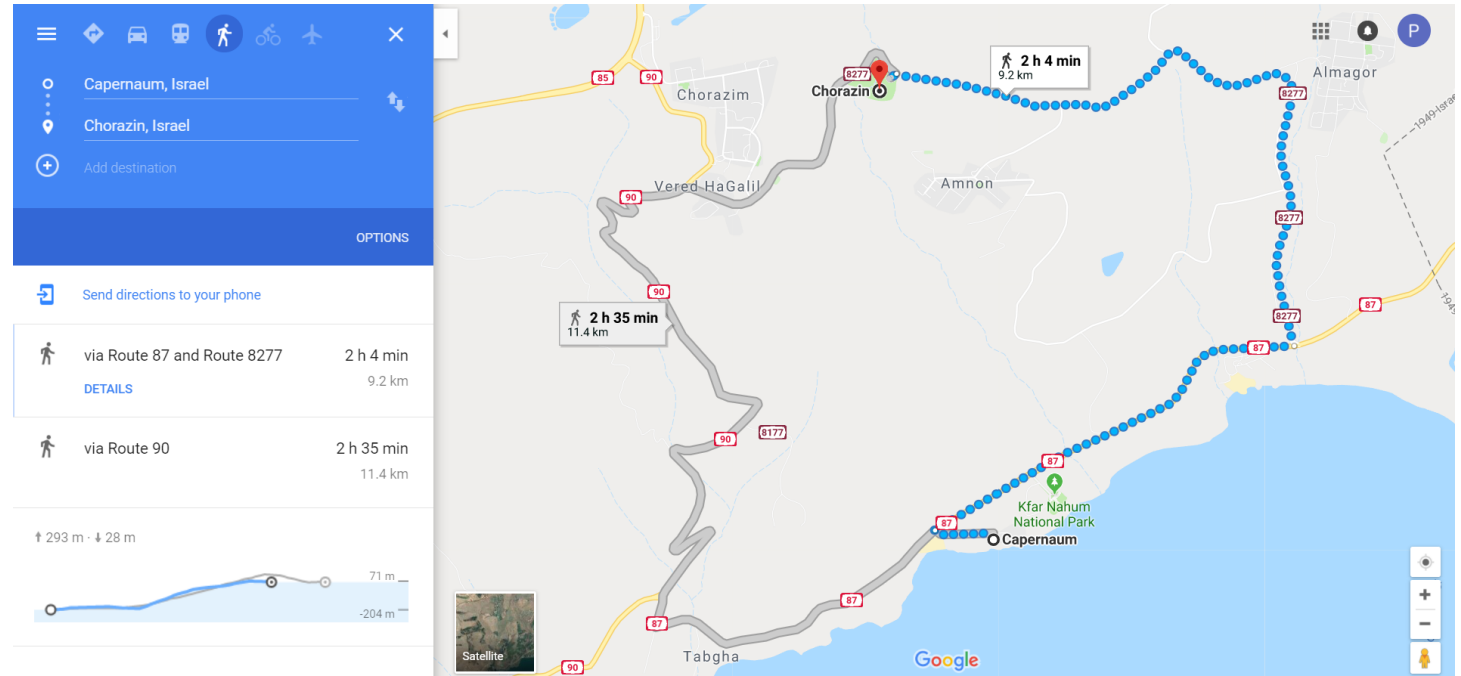 Capernaum, Israel
Chorazin, Israel
Add destination
OPTIONS
Send directions to your phone
via Route 87 and Route 8277
2 h 4 min
DETAILS
9.2 km
via Route 90
2 h 35 min
11.4 km
293 m · 28 m
71 m
-204 m
P
85
90
Chorazim
8277
Chorazin
2 h 4 min
9.2 km
Almagor
8277
1949-Israe
Vered HaGalil
90
Amnon
8277
1949
90
2 h 35 min
11.4 km
87
8277
87
90
8177
87
Kfar Nahum
National Park
87
Capernaum
87
87
Tabgha
90
Satellite
Google